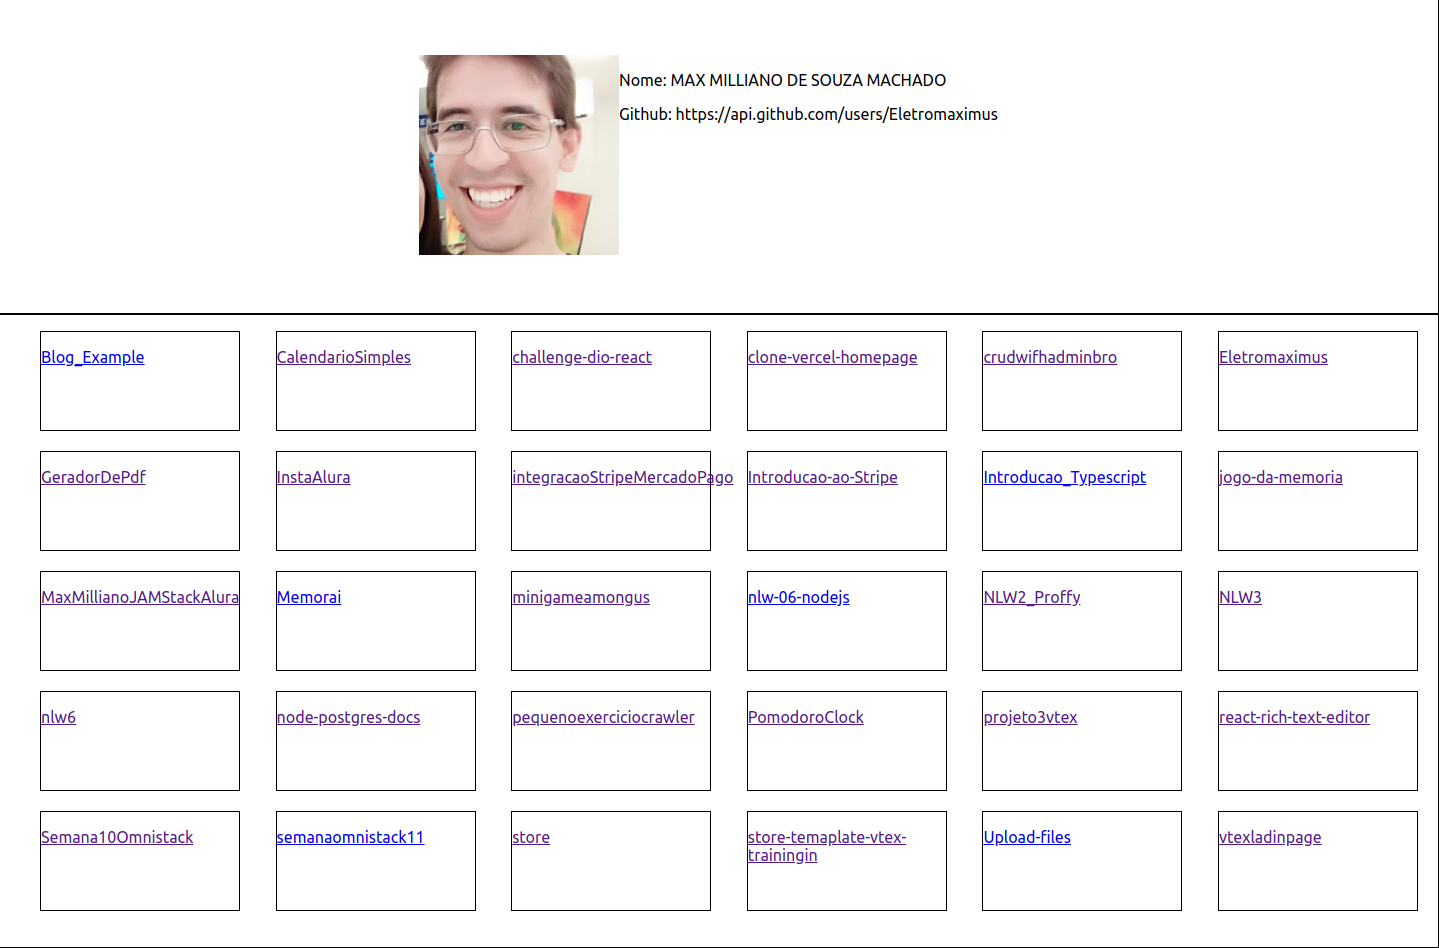 Nome: MAX MILLIANO DE SOUZA MACHADO
Github: https://api.github.com/users/Eletromaximus
Blog_Example
CalendarioSimples
challenge-dio-react
clone-vercel-homepage
crudwifhadminbro
Eletromaximus
GeradorDePdf
InstaAlura
integracaoStripeMercadoPago
Introducao-ao-Stripe
Introducao_Typescript
jogo-da-memoria
MaxMillianoJAMStackAlura
Memorai
minigameamongus
nlw-06-nodejs
NLW2_Proffy
NLW3
nlw6
node-postgres-docs
pequenoexerciciocrawler
PomodoroClock
projeto3vtex
react-rich-text-editor
Semana10Omnistack
semanaomnistack11
store
store-temaplate-vtex-
trainingin
Upload-files
vtexladinpage